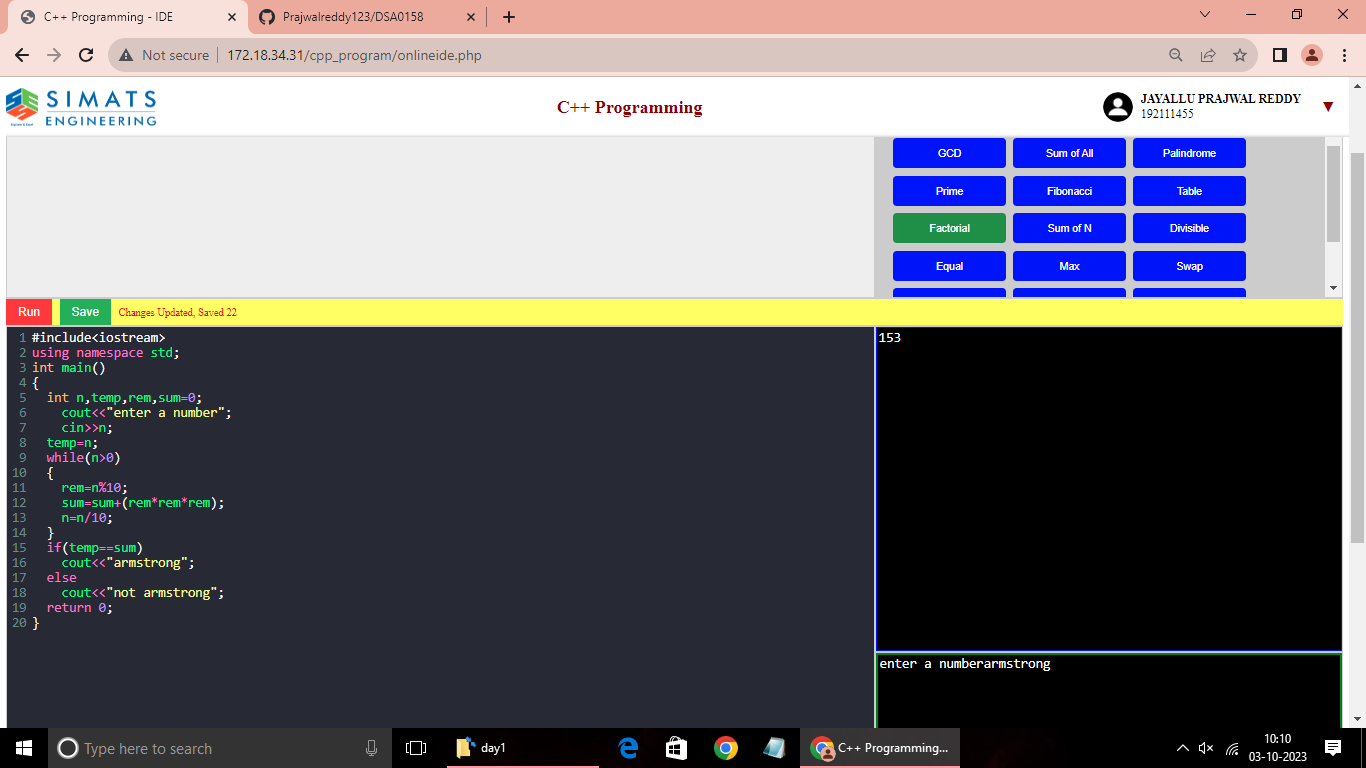 C++ Programming - IDE
Prajwalreddy123/DSA0158
Not secure
172.18.34.31/cpp_program/onlineide.php
SIMATS
ENGINEERING
C++ Programming
JAYALLU PRAJWAL REDDY
192111455
GCD Sum of All Palindrome
Prime Fibonacci Table
Factorial Sum of N Divisible
Equal Max Swap
Run Save Changes Updated, Saved 22
1 #include<iostream>
2 using namespace std;
3 int main()
4 {
5 int n,temp,rem,sum=0;
6 cout<<"enter a number";
7 cin>>n;
8 temp=n;
9 while(n>0)
10 {
11 rem=n%10;
12 sum=sum+(rem*rem*rem);
13 n=n/10;
14 }
15 if(temp==sum)
16 cout<<"armstrong";
17 else
18 cout<<"not armstrong";
19 return 0;
20 }
153
enter a numberarmstrong
Type here to search
day1
C++ Programming...
10:10
03-10-2023